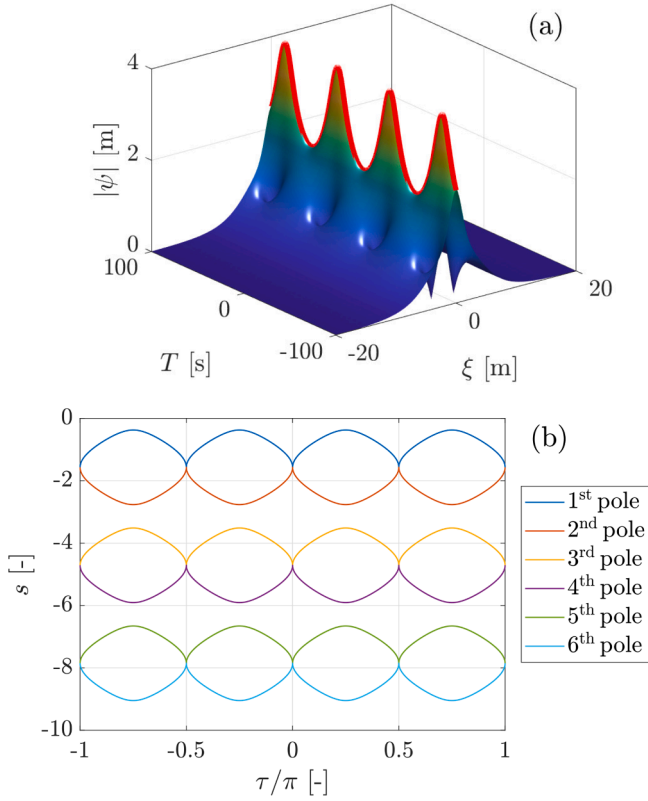 (a)
4
2
0
|ψ| [m]
100
0
-100
T [s]
-20
0
20
ξ [m]
(b)
0
-2
-4
-6
-8
-10
s [-]
-1
-0.5
0
0.5
1
τ/π [-]
1st pole
2nd pole
3rd pole
4th pole
5th pole
6th pole